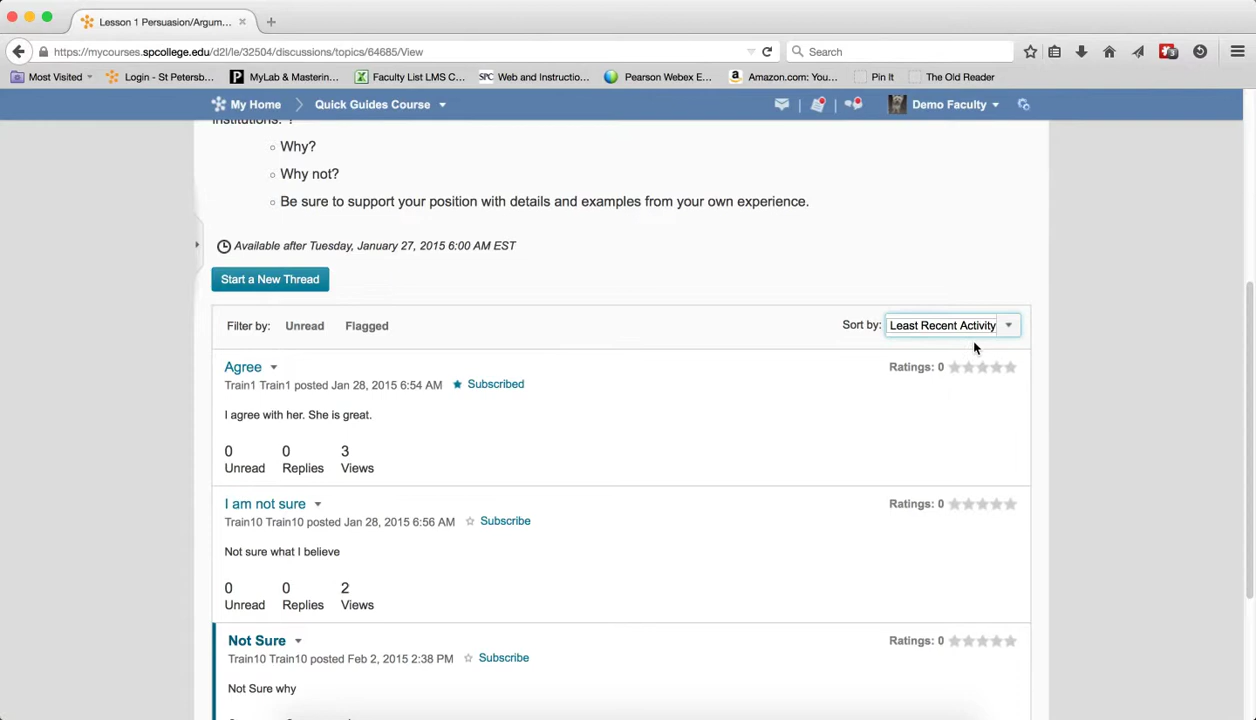 Lesson 1 Persuasion/Argum...
https://mycourses.spcollege.edu/d2l/le/32504/discussions/topics/64685/View
Search
Most Visited
Login - St Petersb...
MyLab & Mastering...
Faculty List LMS C...
SPC Web and Instructio...
Pearson Webex E...
Amazon.com: You...
Pin It
The Old Reader
My Home
Quick Guides Course
Demo Faculty
institutions." ?
Why?
Why not?
Be sure to support your position with details and examples from your own experience.
Available after Tuesday, January 27, 2015 6:00 AM EST
Start a New Thread
Filter by: Unread Flagged
Sort by: Least Recent Activity
Agree
Ratings: 0
Train1 Train1 posted Jan 28, 2015 6:54 AM Subscribed
I agree with her. She is great.
0 0 3
Unread Replies Views
I am not sure
Ratings: 0
Train10 Train10 posted Jan 28, 2015 6:56 AM Subscribe
Not sure what I believe
0 0 2
Unread Replies Views
Not Sure
Ratings: 0
Train10 Train10 posted Feb 2, 2015 2:38 PM Subscribe
Not Sure why